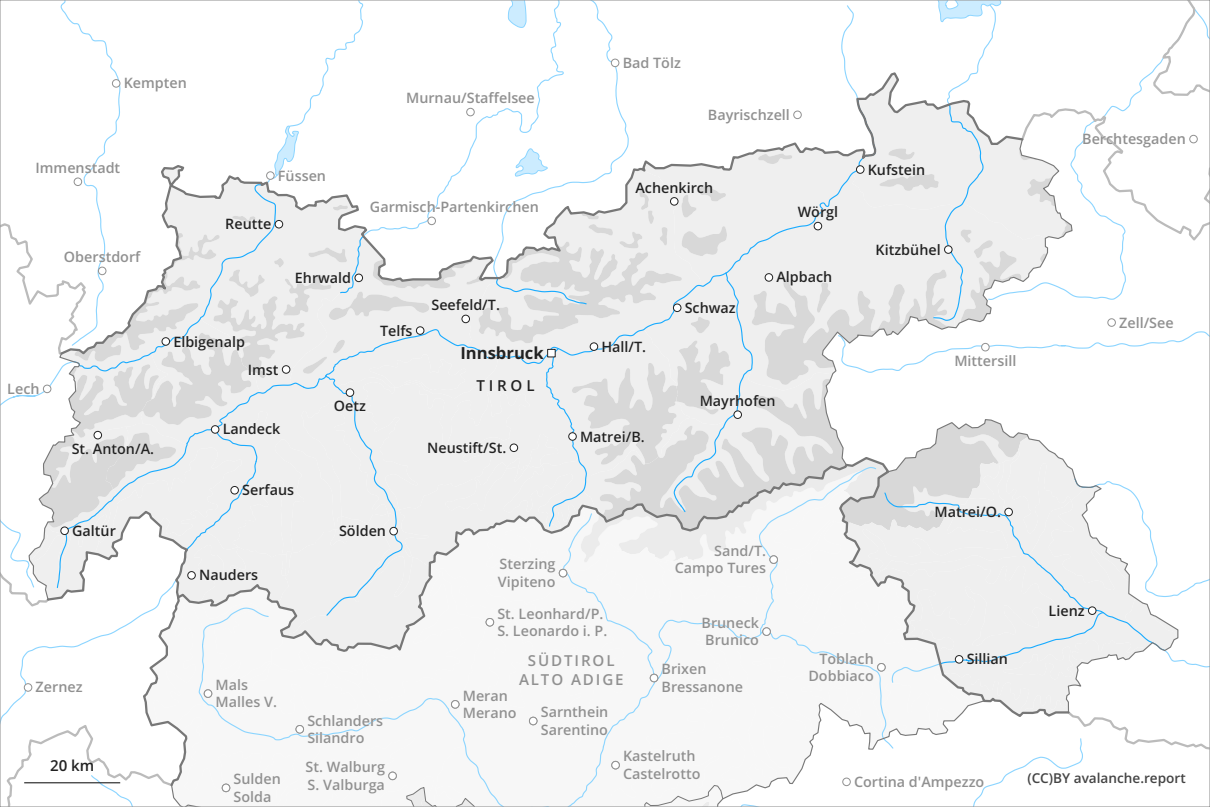 Kempten
Bad Tölz
Murnau/Staffelsee
Bayrischzell
Berchtesgaden
Immenstadt
Füssen
Kufstein
Achenkirch
Garmisch-Partenkirchen
Wörgl
Reutte
Kitzbühel
Oberstdorf
Ehrwald
Alpbach
Seefeld/T.
Schwaz
Zell/See
Telfs
Elbigenalp
Innsbruck
Hall/T.
Mittersill
Imst
TIROL
Lech
Oetz
Mayrhofen
Landeck
Matrei/B.
St. Anton/A.
Neustift/St.
Serfaus
Matrei/O.
Galtür
Sölden
Sand/T.
Campo Tures
Sterzing
Vipiteno
Nauders
Lienz
St. Leonhard/P.
S. Leonardo i. P.
Bruneck
Brunico
SÜDTIROL
ALTO ADIGE
Toblach
Dobbiaco
Sillian
Brixen
Bressanone
Zernez
Mals
Malles V.
Meran
Merano
Sarnthein
Sarentino
Schlanders
Silandro
Kastelruth
Castelrotto
20 km
St. Walburg
S. Valburga
Sulden
Solda
Cortina d'Ampezzo
(CC)BY avalanche.report